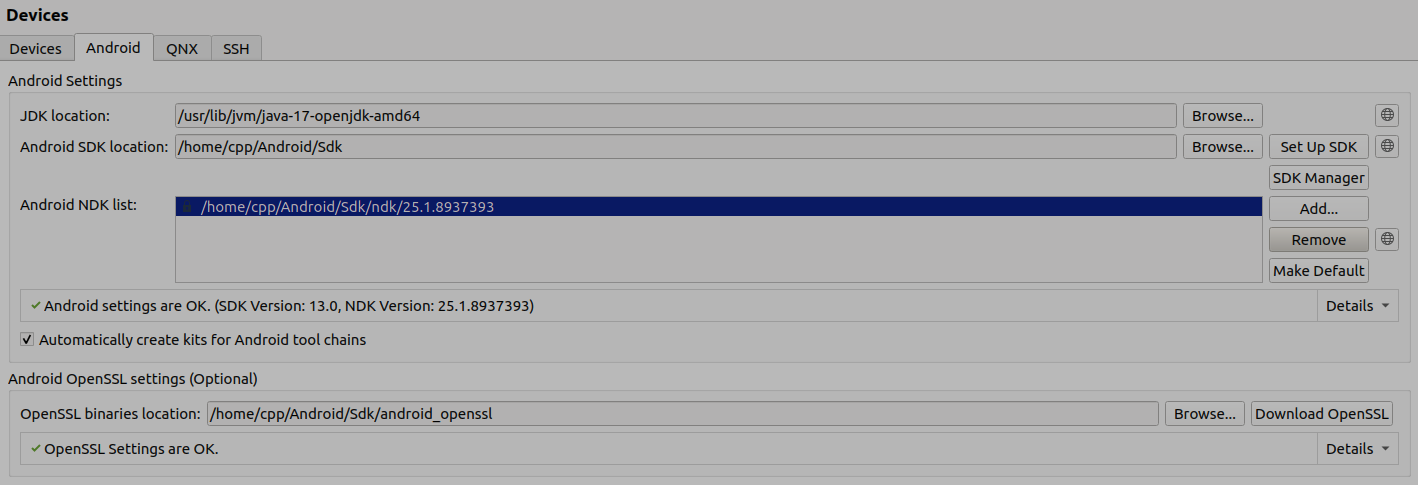 Devices
Devices Android QNX SSH
Android Settings
JDK location: /usr/lib/jvm/java-17-openjdk-amd64 Browse...
Android SDK location: /home/cpp/Android/Sdk Browse... Set Up SDK
SDK Manager
Android NDK list: /home/cpp/Android/Sdk/ndk/25.1.8937393 Add...
Remove
Make Default
Android settings are OK. (SDK Version: 13.0, NDK Version: 25.1.8937393) Details
Automatically create kits for Android tool chains
Android OpenSSL settings (Optional)
OpenSSL binaries location: /home/cpp/Android/Sdk/android_openssl Browse... Download OpenSSL
OpenSSL Settings are OK. Details